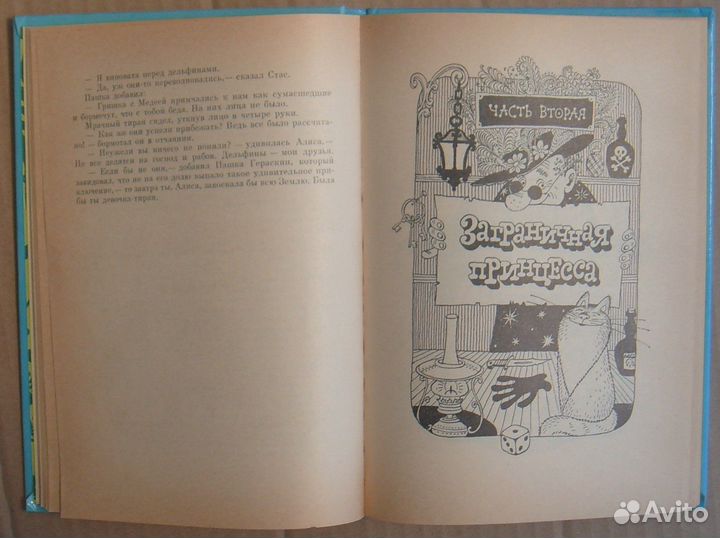 — Я виновата перед дельфинами.
— Да, уж они-то переволновались,— сказал Стас.
Пашка добавил:
— Гришка с Медеей примчались к нам как сумасшедшие
и бормочут, что с тобой беда. На них лица не было.
Мрачный тиран сидел, уткнув лицо в четыре руки.
— Как же они успели прибежать? Ведь все было рассчита-
но! — бормотал он в отчаянии.
— Неужели вы ничего не поняли? — удивилась Алиса.—
Не все делятся на господ и рабов. Дельфины — мои друзья.
— Если бы не они,— добавил Пашка Гераскин, который
завидовал, что не на его долю выпало такое удивительное при-
ключение,— то завтра ты, Алиса, завоевала бы всю Землю. Была
бы ты девочка-тиран.
ЧАСТЬ ВТОРАЯ
Заграничная
принцесса
Avito